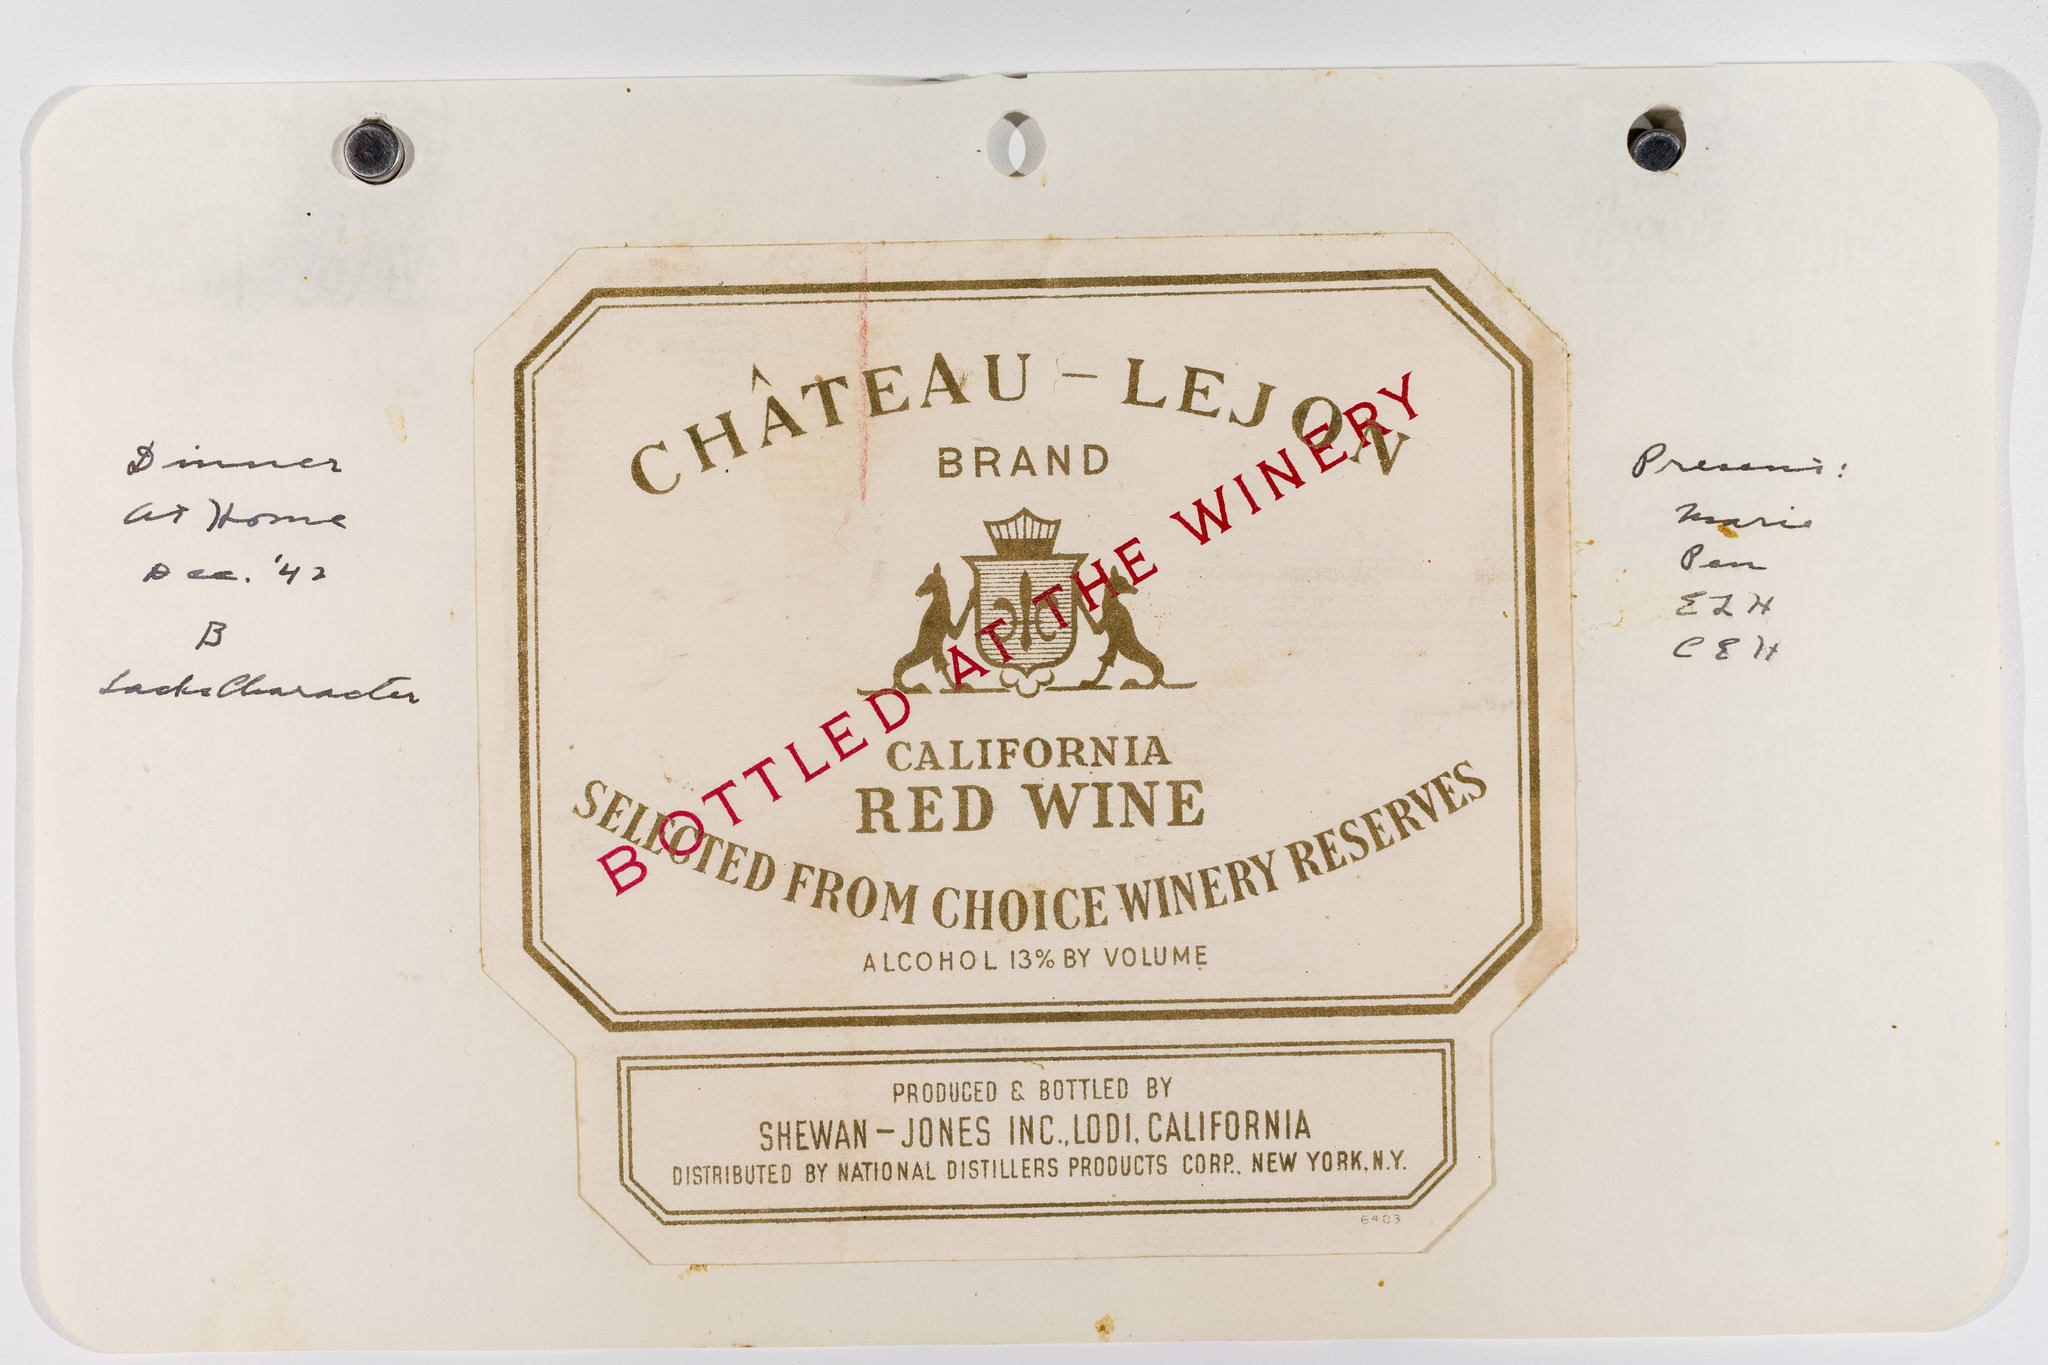 Dinner
At Home
Dec. '42
B
Lacks Character
CHÂTEAU - LEJON
BRAND
BOTTLED AT THE WINERY
CALIFORNIA
RED WINE
SELECTED FROM CHOICE WINERY RESERVES
ALCOHOL 13% BY VOLUME
PRODUCED & BOTTLED BY
SHEWAN - JONES INC., LODI, CALIFORNIA
DISTRIBUTED BY NATIONAL DISTILLERS PRODUCTS CORP., NEW YORK, N.Y.
6403
Present:
Marie
Pen
ELH
CEH